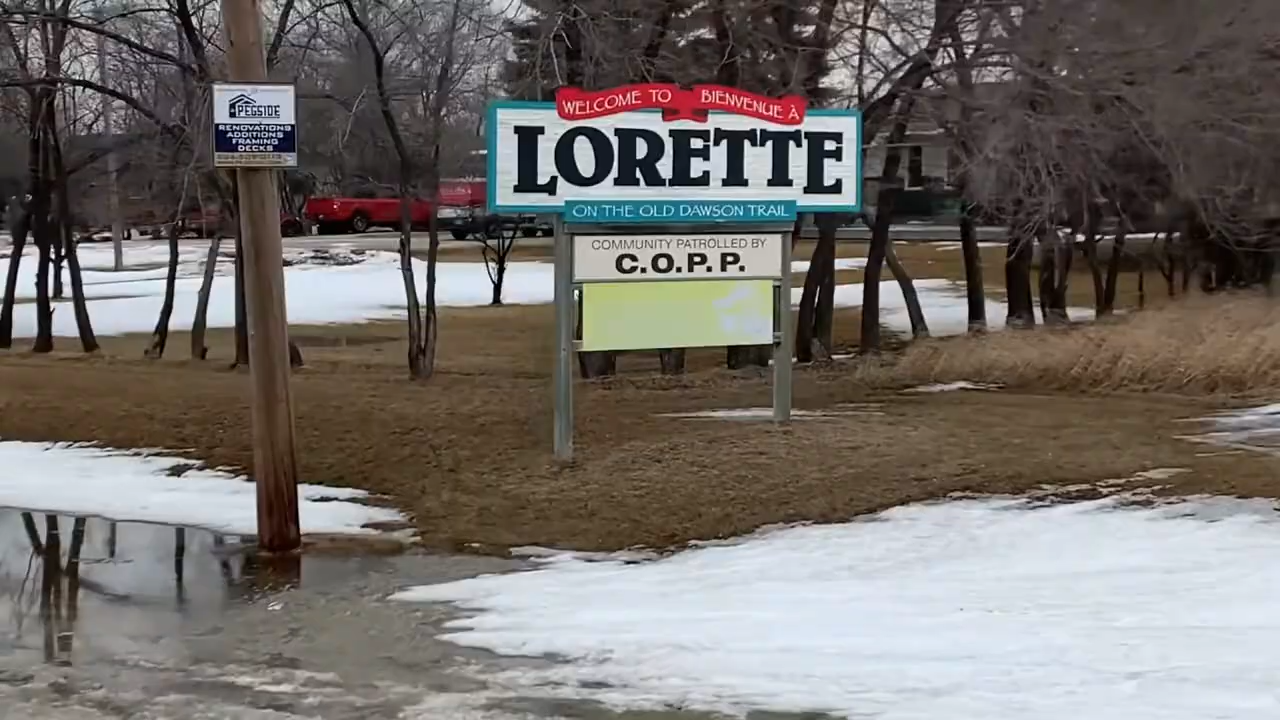 PEGSIDE
RENOVATIONS
ADDITIONS
FRAMING
DECKS
WELCOME TO BIENVENUE À
LORETTE
ON THE OLD DAWSON TRAIL
COMMUNITY PATROLLED BY
C.O.P.P.